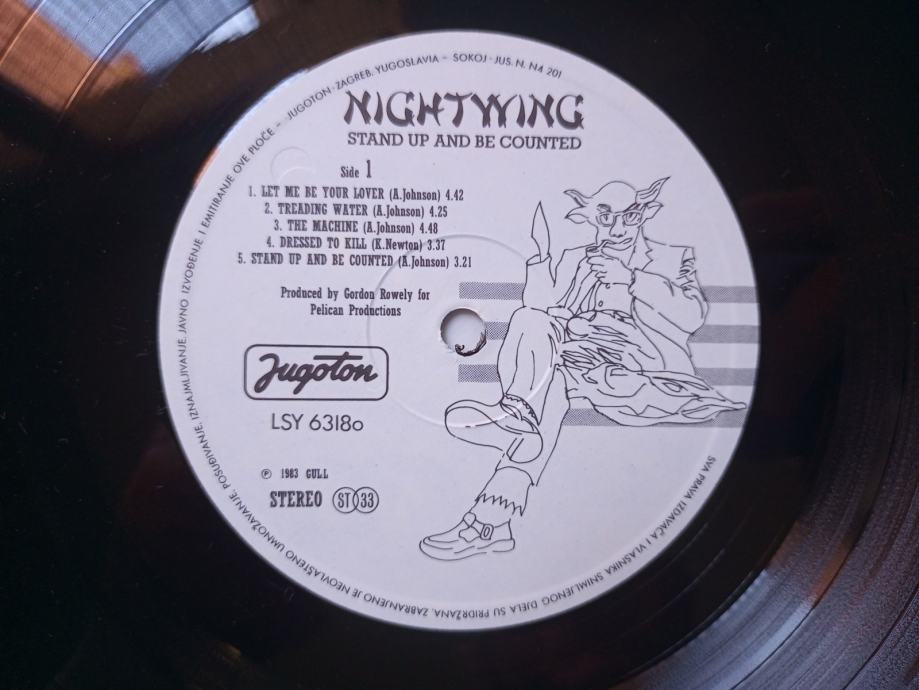 JUGOTON · ZAGREB, YUGOSLAVIA – SOKOJ · JUS. N. N4 201
NIGHTWING
STAND UP AND BE COUNTED
Side 1
1. LET ME BE YOUR LOVER (A.Johnson) 4.42
2. TREADING WATER (A.Johnson) 4.25
3. THE MACHINE (A.Johnson) 4.48
4. DRESSED TO KILL (K.Newton) 3.37
5. STAND UP AND BE COUNTED (A.Johnson) 3.21
Produced by Gordon Rowely for
Pelican Productions
Jugoton
LSY 63180
℗ 1983 GULL
STEREO ST 33
SVA PRAVA IZDAVAČA I VLASNIKA SNIMLJENOG DJELA SU PRIDRŽANA. ZABRANJENO JE NEOVLAŠTENO UMNOŽAVANJE, POSUĐIVANJE, IZNAJMLJIVANJE, JAVNO IZVOĐENJE I EMITIRANJE OVE PLOČE –